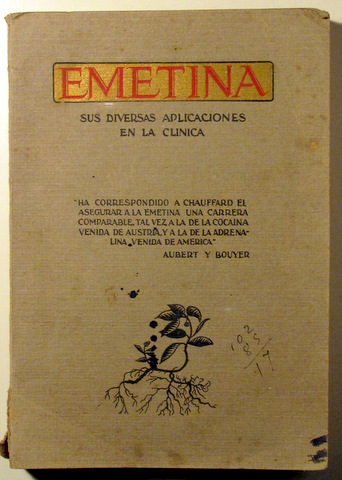 EMETINA
SUS DIVERSAS APLICACIONES
EN LA CLINICA
"HA CORRESPONDIDO A CHAUFFARD EL
ASEGURAR A LA EMETINA UNA CARRERA
COMPARABLE, TAL VEZ, A LA DE LA COCAINA
VENIDA DE AUSTRIA, Y A LA DE LA ADRENA-
LINA, VENIDA DE AMERICA"
AUBERT Y BOUYER